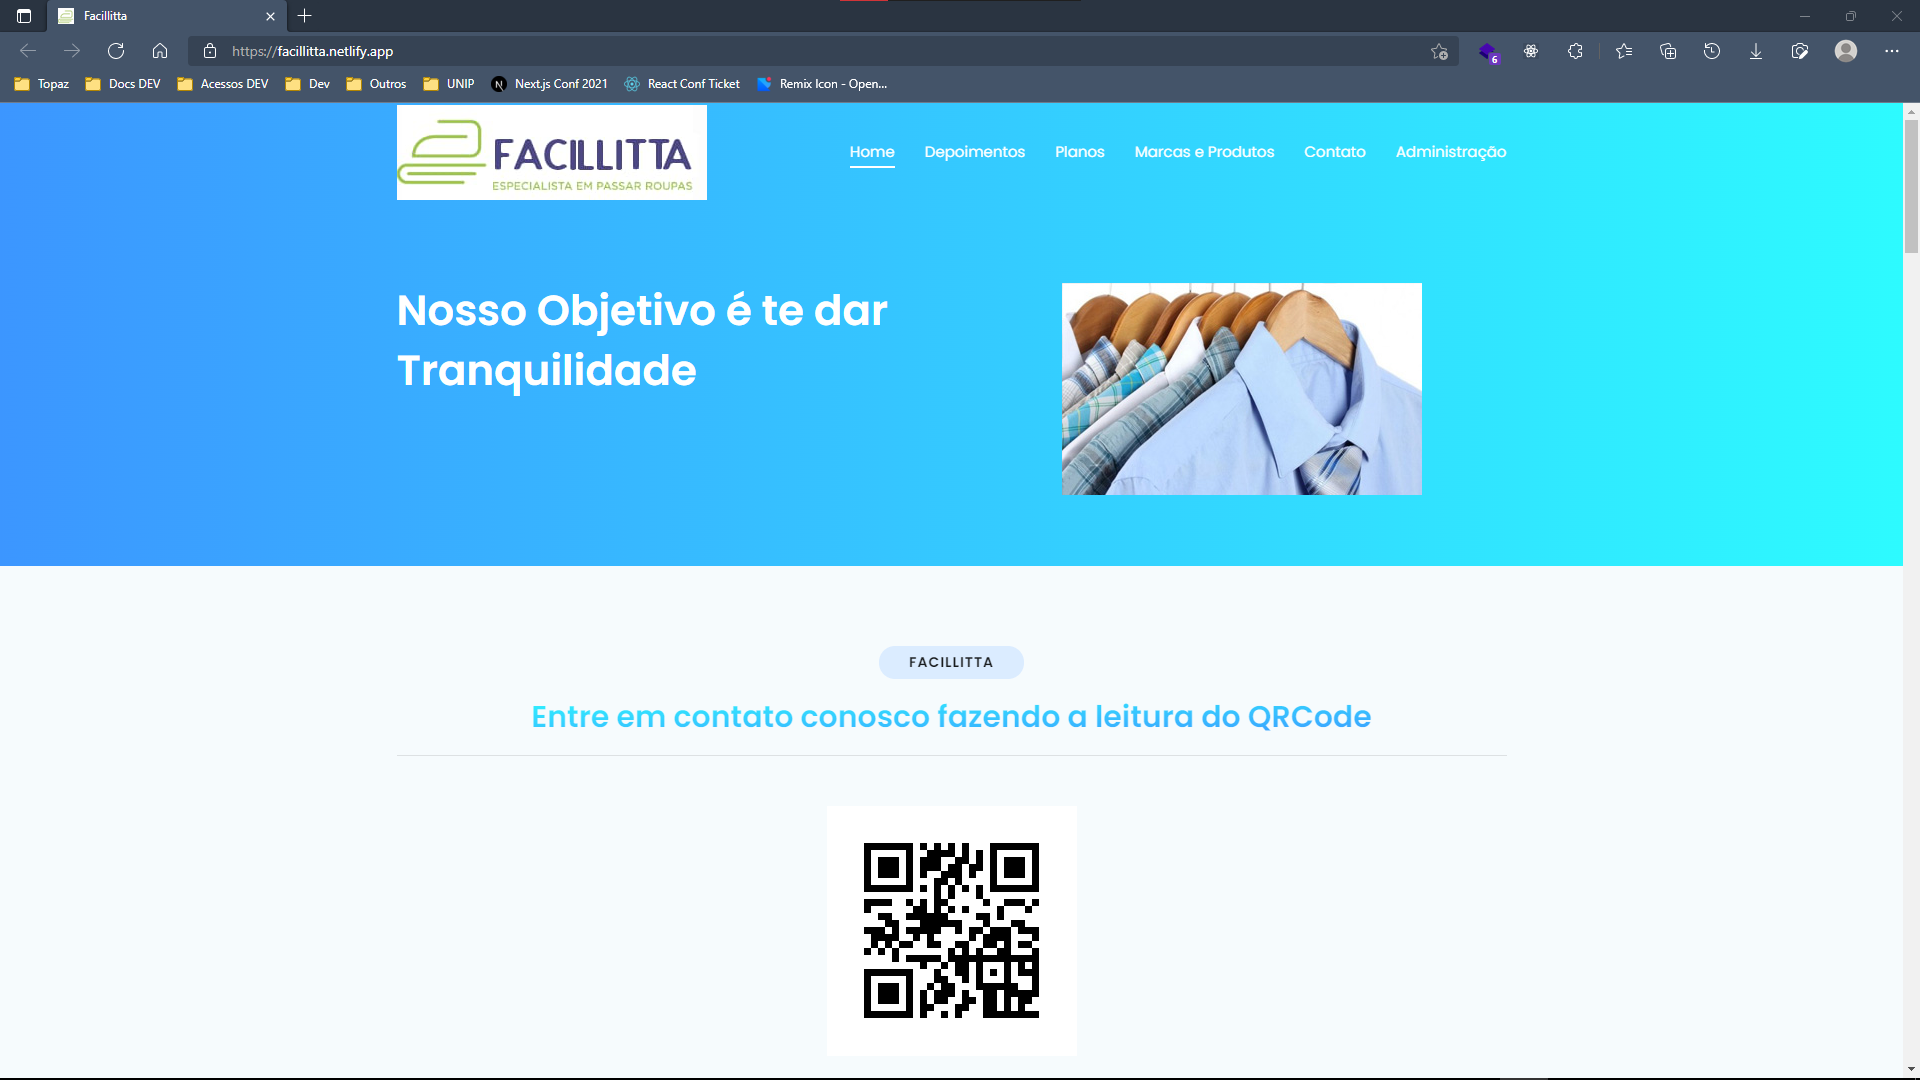 Facillitta
https://facillitta.netlify.app
6
Topaz Docs DEV Acessos DEV Dev Outros UNIP Next.js Conf 2021 React Conf Ticket Remix Icon - Open...
FACILLITTA
ESPECIALISTA EM PASSAR ROUPAS
Home Depoimentos Planos Marcas e Produtos Contato Administração
Nosso Objetivo é te dar
Tranquilidade
FACILLITTA
Entre em contato conosco fazendo a leitura do QRCode